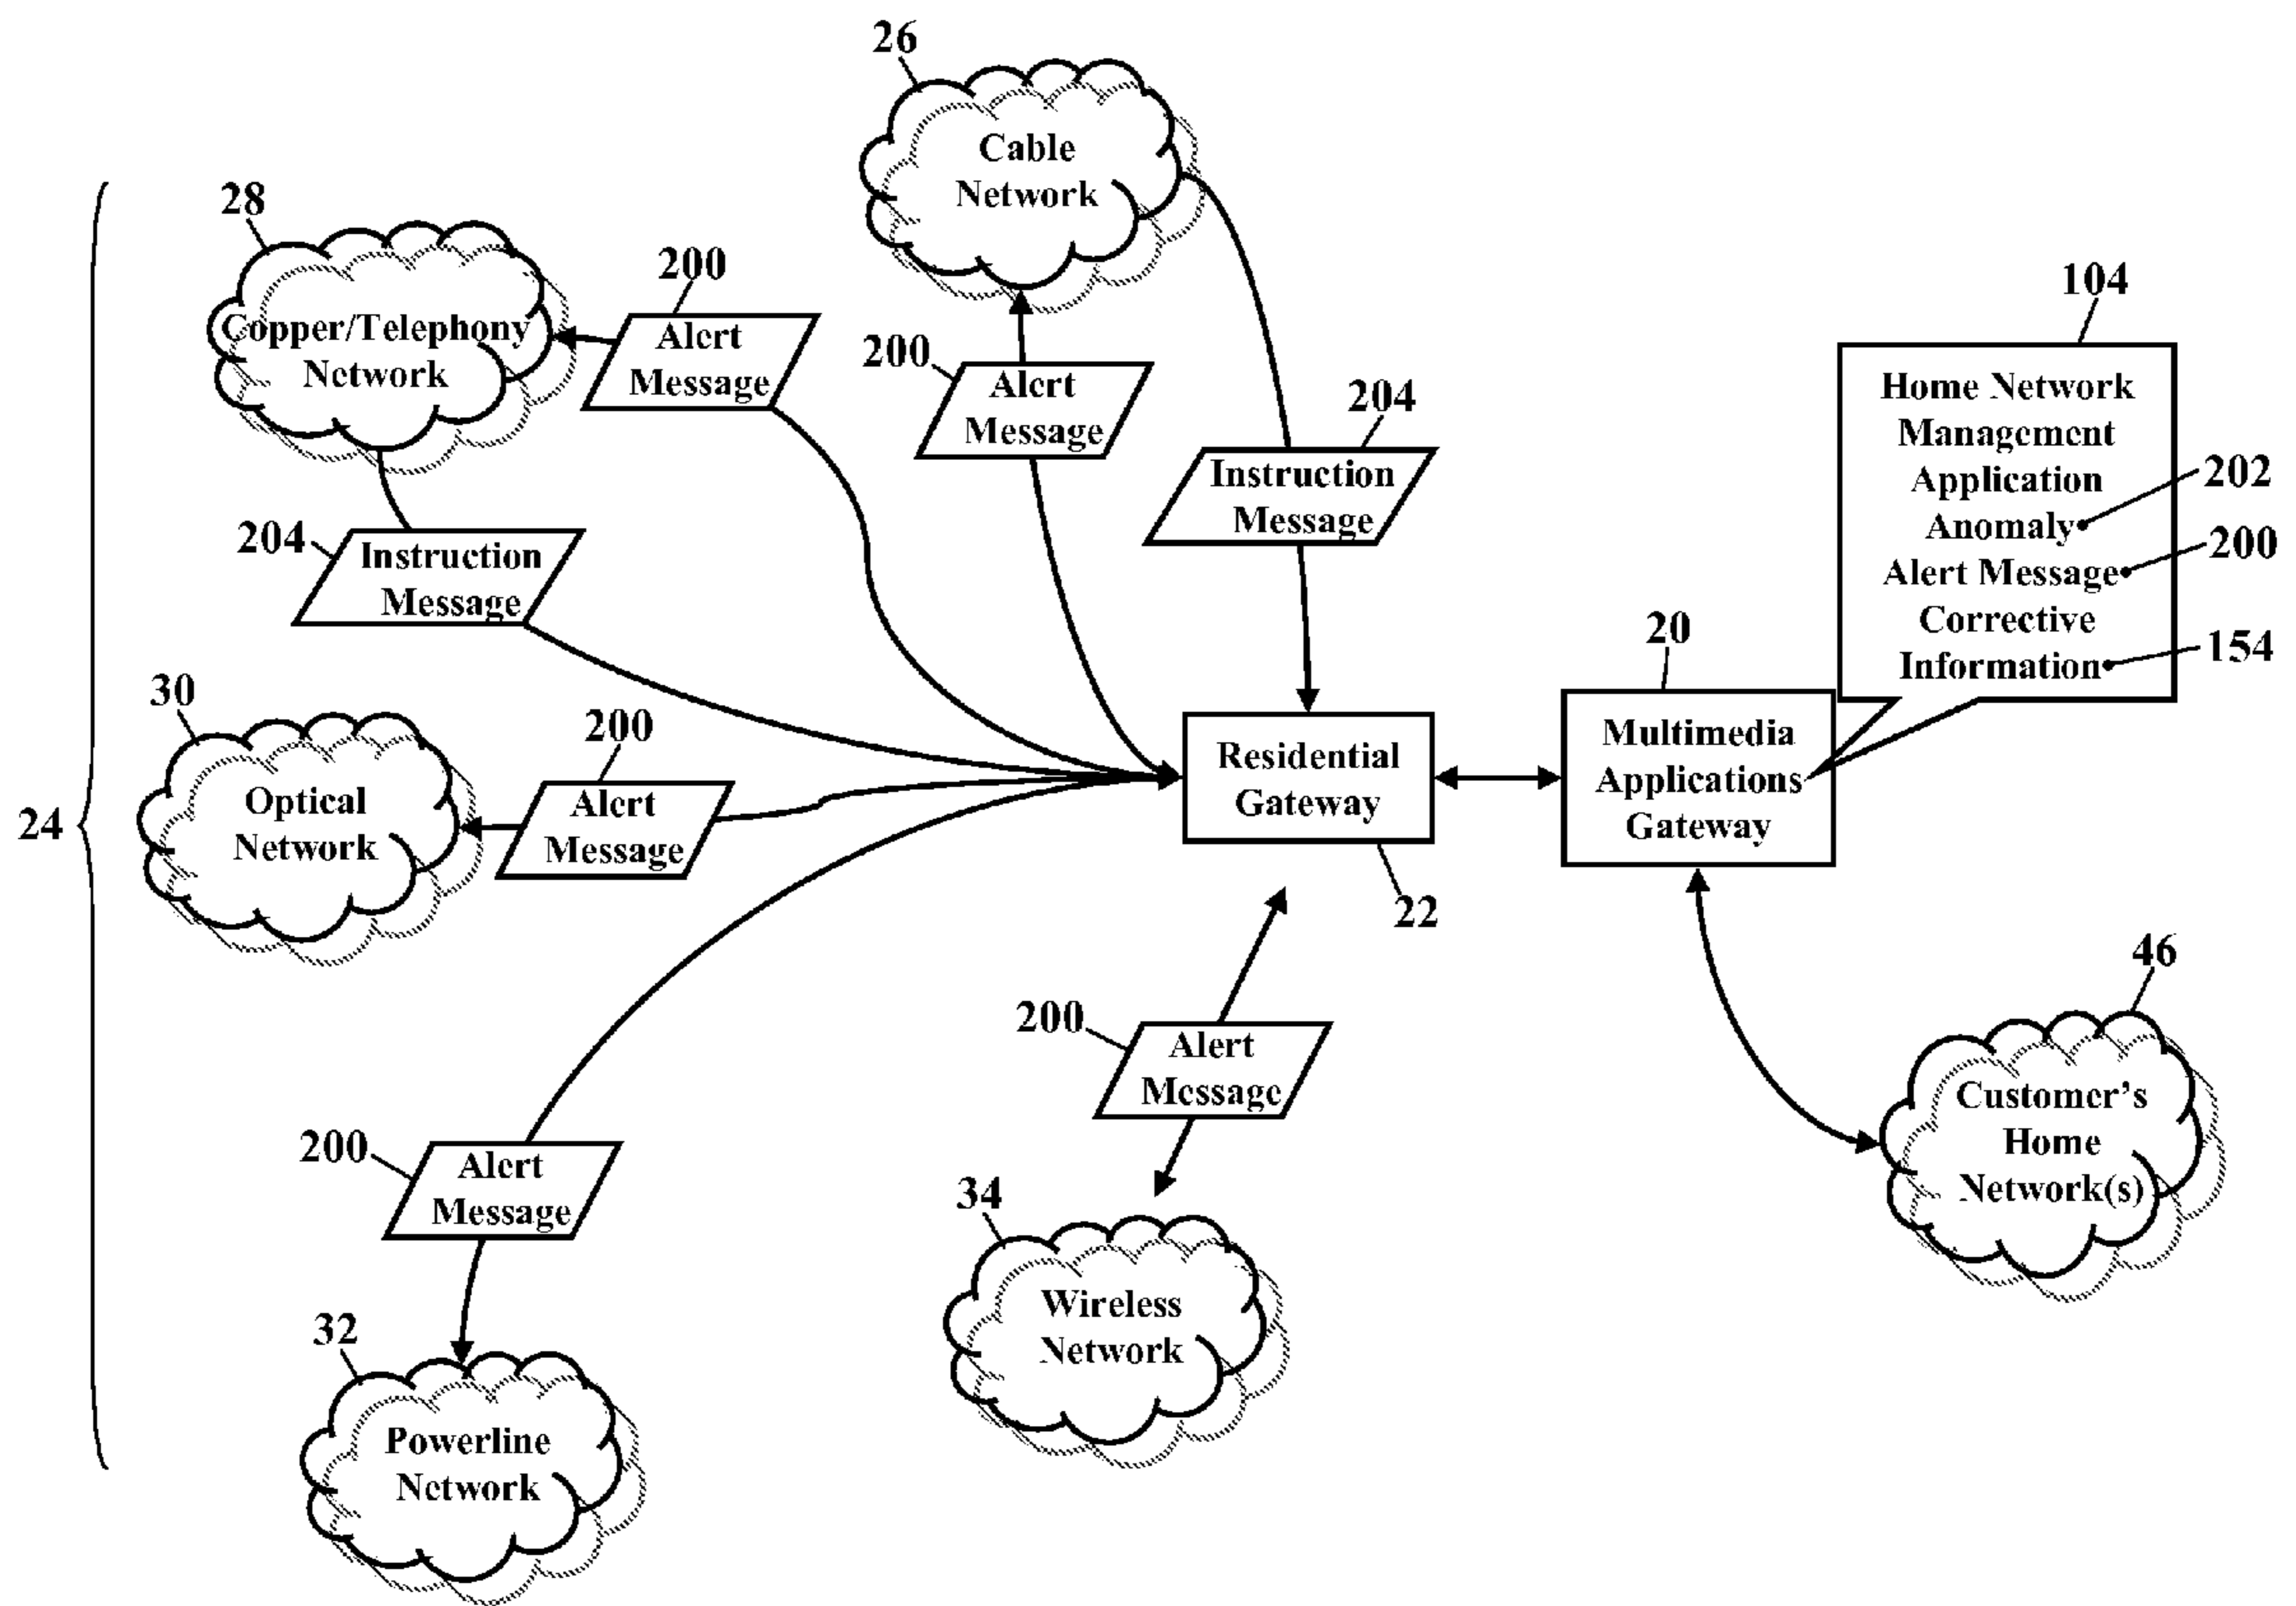 26
Cable
Network
28
Copper/Telephony
Network
200
Alert
Message
200
Alert
Message
204
Instruction
Message
104
Home Network
Management
Application
Anomaly
Alert Message
Corrective
Information
202
200
154
204
Instruction
Message
24
30
Optical
Network
200
Alert
Message
Residential
Gateway
22
20
Multimedia
Applications
Gateway
200
Alert
Message
200
Alert
Message
46
Customer's
Home
Network(s)
32
Powerline
Network
34
Wireless
Network